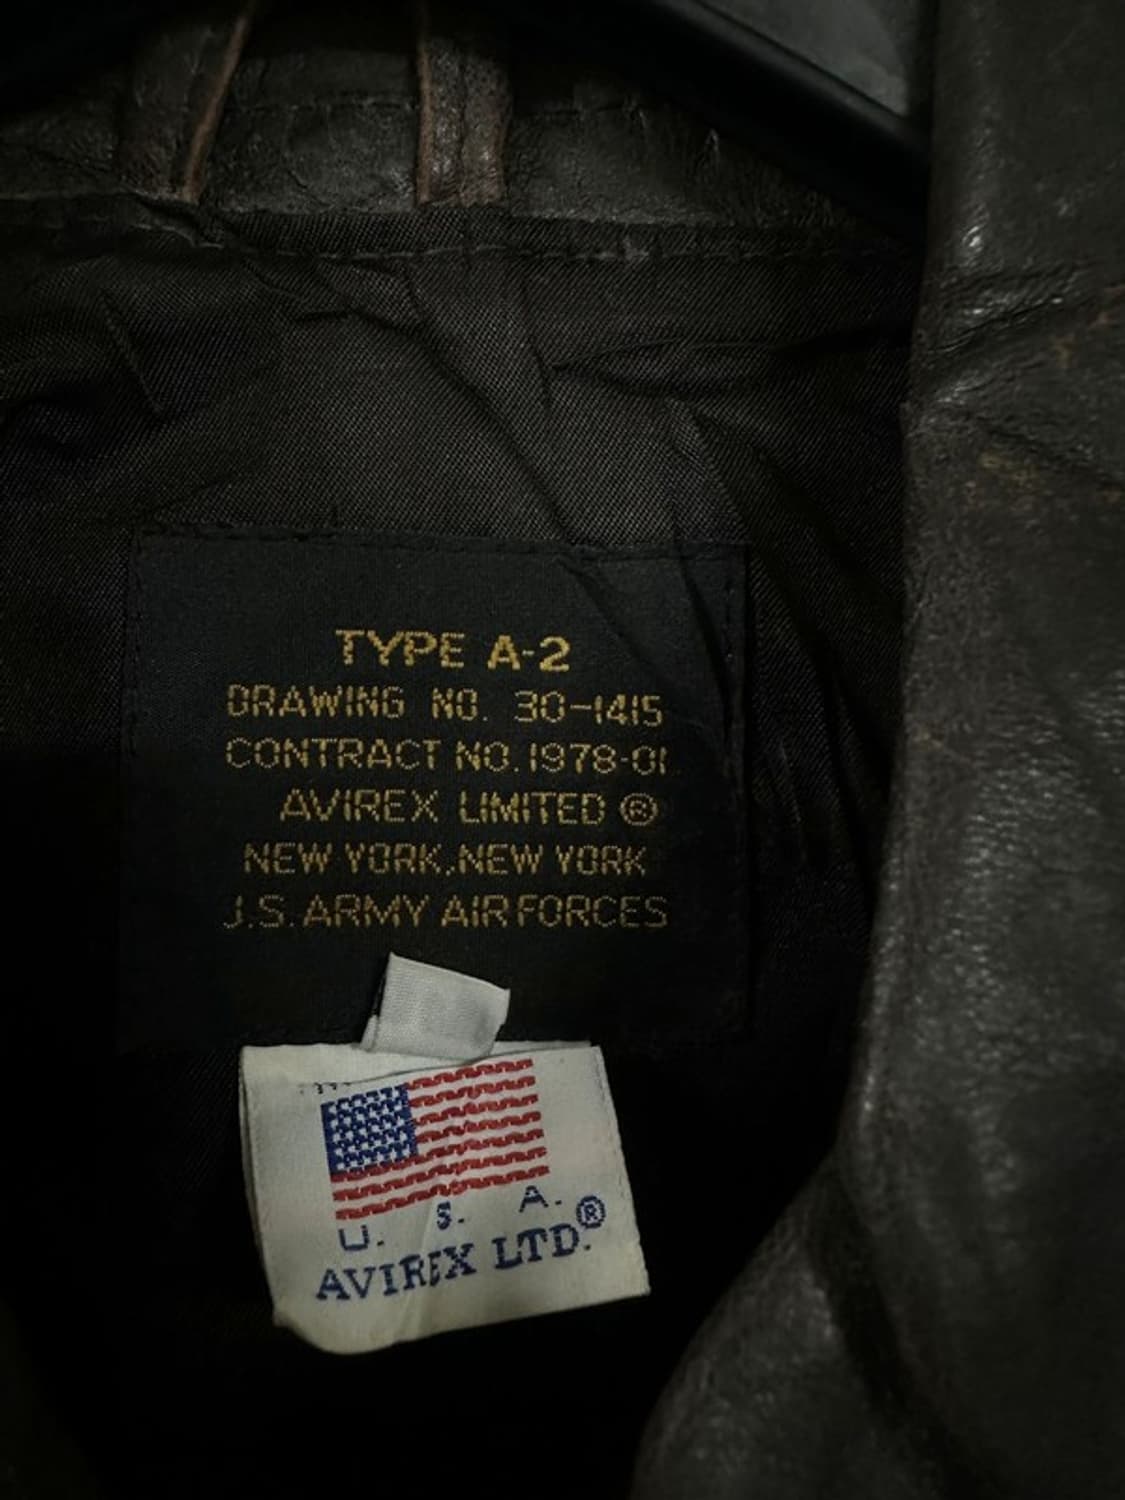 TYPE A-2
DRAWING NO. 30-1415
CONTRACT NO. 1978-01
AVIREX LIMITED ®
NEW YORK, NEW YORK
U.S. ARMY AIR FORCES
U. S. A.
AVIREX LTD.®